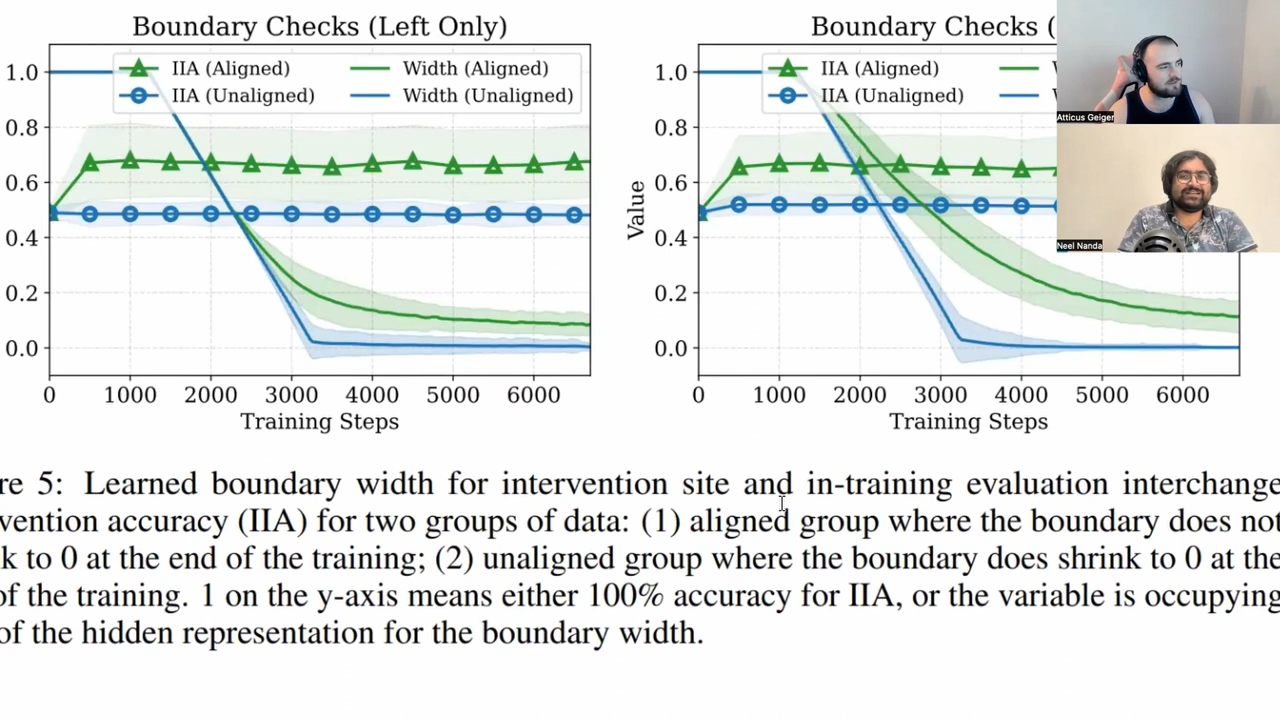 Boundary Checks (Left Only)
IIA (Aligned)
Width (Aligned)
IIA (Unaligned)
Width (Unaligned)
1.0
0.8
0.6
0.4
0.2
0.0
0 1000 2000 3000 4000 5000 6000
Training Steps
Boundary Checks (
IIA (Aligned)
IIA (Unaligned)
W
W
Value
1.0
0.8
0.6
0.4
0.2
0.0
0 1000 2000 3000 4000 5000 6000
Training Steps
Atticus Geiger
Neel Nanda
re 5: Learned boundary width for intervention site and in-training evaluation interchange
vention accuracy (IIA) for two groups of data: (1) aligned group where the boundary does not
k to 0 at the end of the training; (2) unaligned group where the boundary does shrink to 0 at the
of the training. 1 on the y-axis means either 100% accuracy for IIA, or the variable is occupying
of the hidden representation for the boundary width.